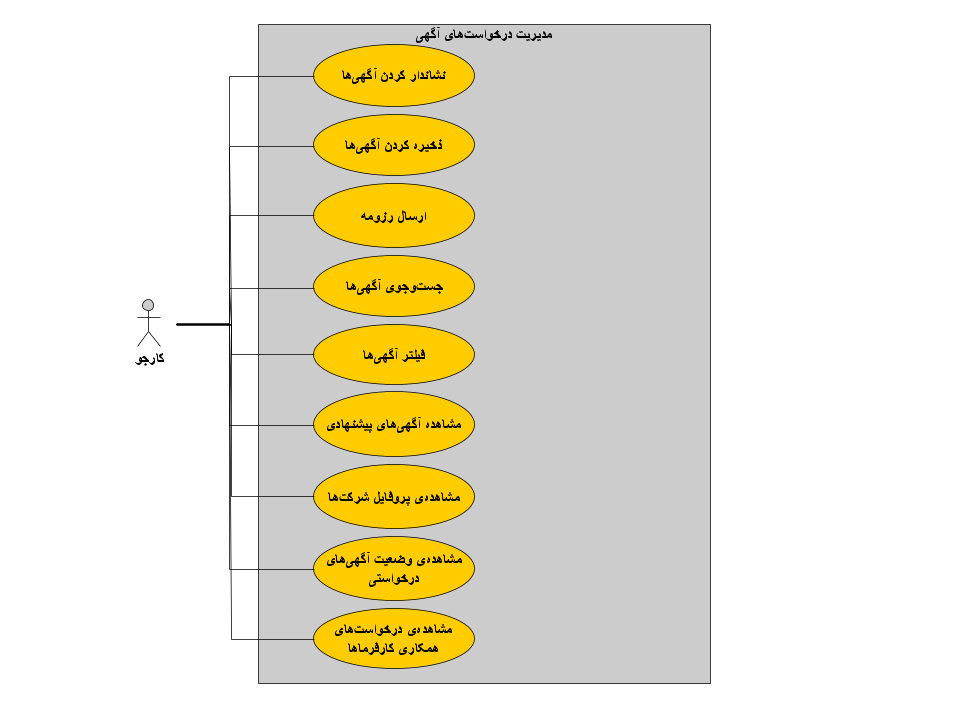 مدیریت درخواست‌های آگهی
نشاندار کردن آگهی‌ها
ذخیره کردن آگهی‌ها
ارسال رزومه
جست‌وجوی آگهی‌ها
فیلتر آگهی‌ها
کارجو
مشاهده آگهی‌های پیشنهادی
مشاهده‌ی پروفایل شرکت‌ها
مشاهده‌ی وضعیت آگهی‌های
درخواستی
مشاهده‌ی درخواست‌های
همکاری کارفرماها